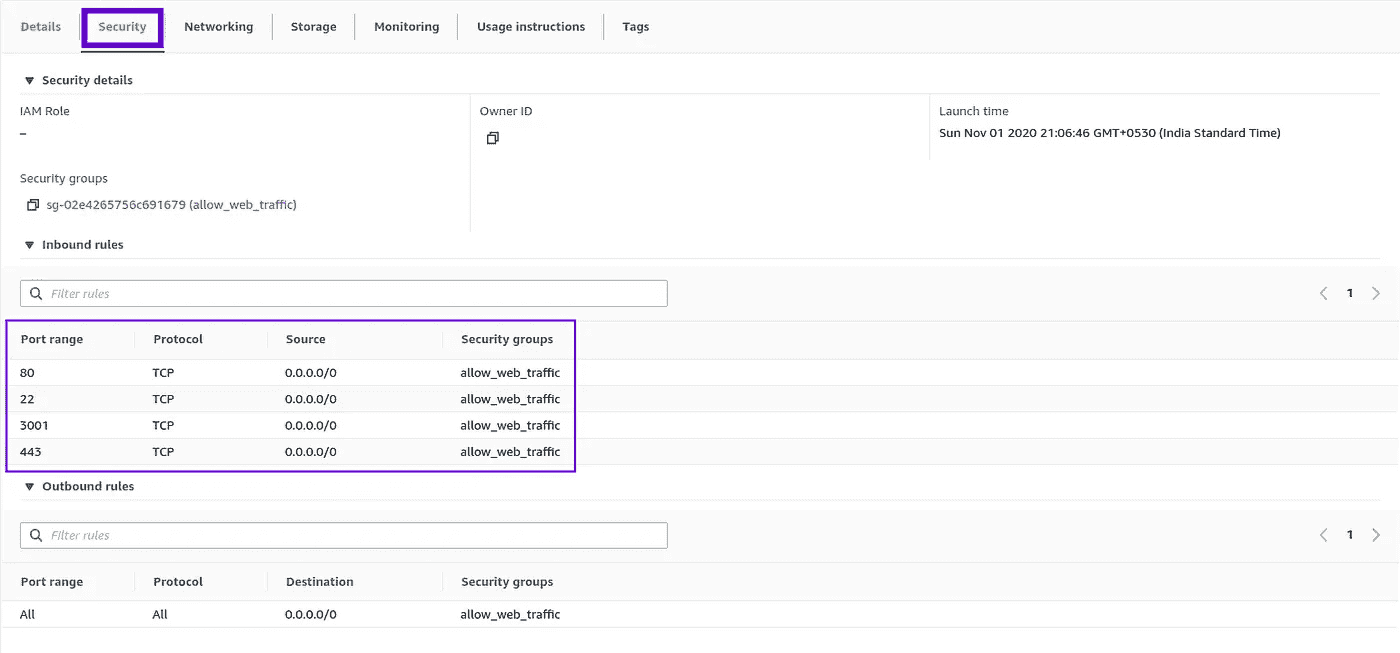 Details Security Networking Storage Monitoring Usage instructions Tags
Security details
IAM Role Owner ID Launch time
– Sun Nov 01 2020 21:06:46 GMT+0530 (India Standard Time)
Security groups
sg-02e4265756c691679 (allow_web_traffic)
Inbound rules
Filter rules 1
Port range Protocol Source Security groups
80 TCP 0.0.0.0/0 allow_web_traffic
22 TCP 0.0.0.0/0 allow_web_traffic
3001 TCP 0.0.0.0/0 allow_web_traffic
443 TCP 0.0.0.0/0 allow_web_traffic
Outbound rules
Filter rules 1
Port range Protocol Destination Security groups
All All 0.0.0.0/0 allow_web_traffic